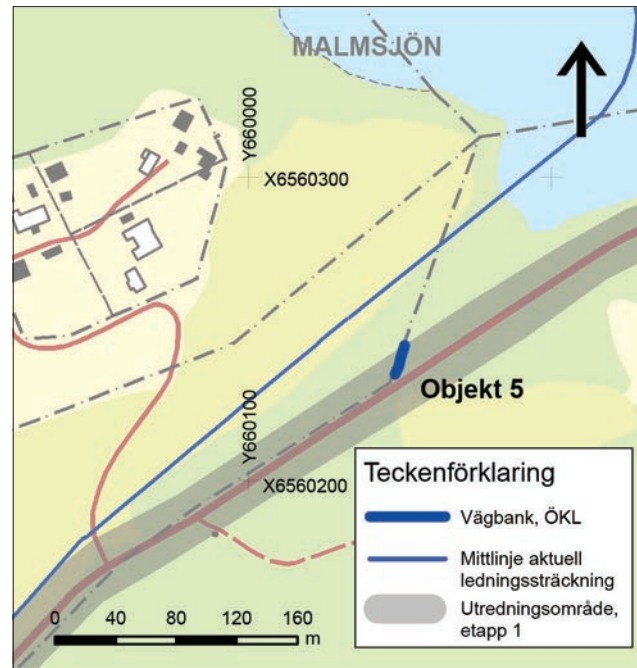 MALMSJÖN
Y660000
X6560300
Objekt 5
Y660100
X6560200
Teckenförklaring
Vägbank, ÖKL
Mittlinje aktuell
ledningssträckning
Utredningsområde,
etapp 1
0 40 80 120 160
m